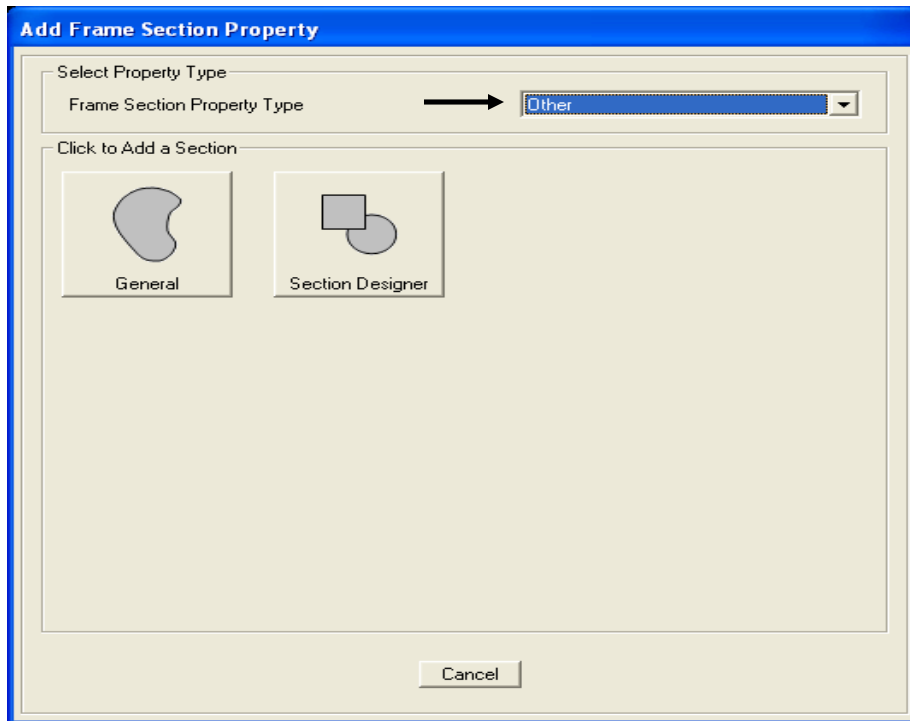 Add Frame Section Property
Select Property Type
Frame Section Property Type
Other
Click to Add a Section
General
Section Designer
Cancel